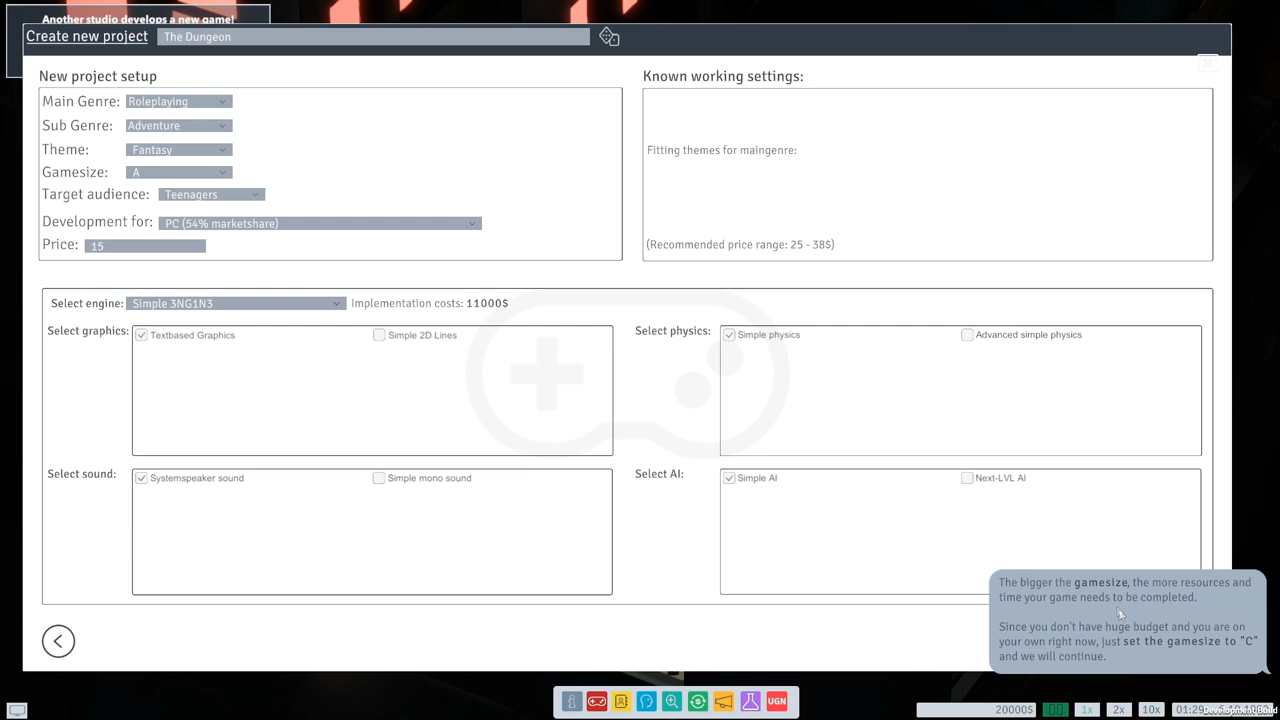 Another studio develops a new game!
Create new project
The Dungeon
New project setup
Main Genre: Roleplaying
Sub Genre: Adventure
Theme: Fantasy
Gamesize: A
Target audience: Teenagers
Development for: PC (54% marketshare)
Price: 15
Known working settings:
Fitting themes for maingenre:
(Recommended price range: 25 - 38$)
Select engine: Simple 3NG1N3 Implementation costs: 11000$
Select graphics: Textbased Graphics Simple 2D Lines
Select physics: Simple physics Advanced simple physics
Select sound: Systemspeaker sound Simple mono sound
Select AI: Simple AI Next-LVL AI
The bigger the gamesize, the more resources and
time your game needs to be completed.
Since you don't have huge budget and you are on
your own right now, just set the gamesize to "C"
and we will continue.
UGN
20000$
1x
2x
10x
01:29
Development Build